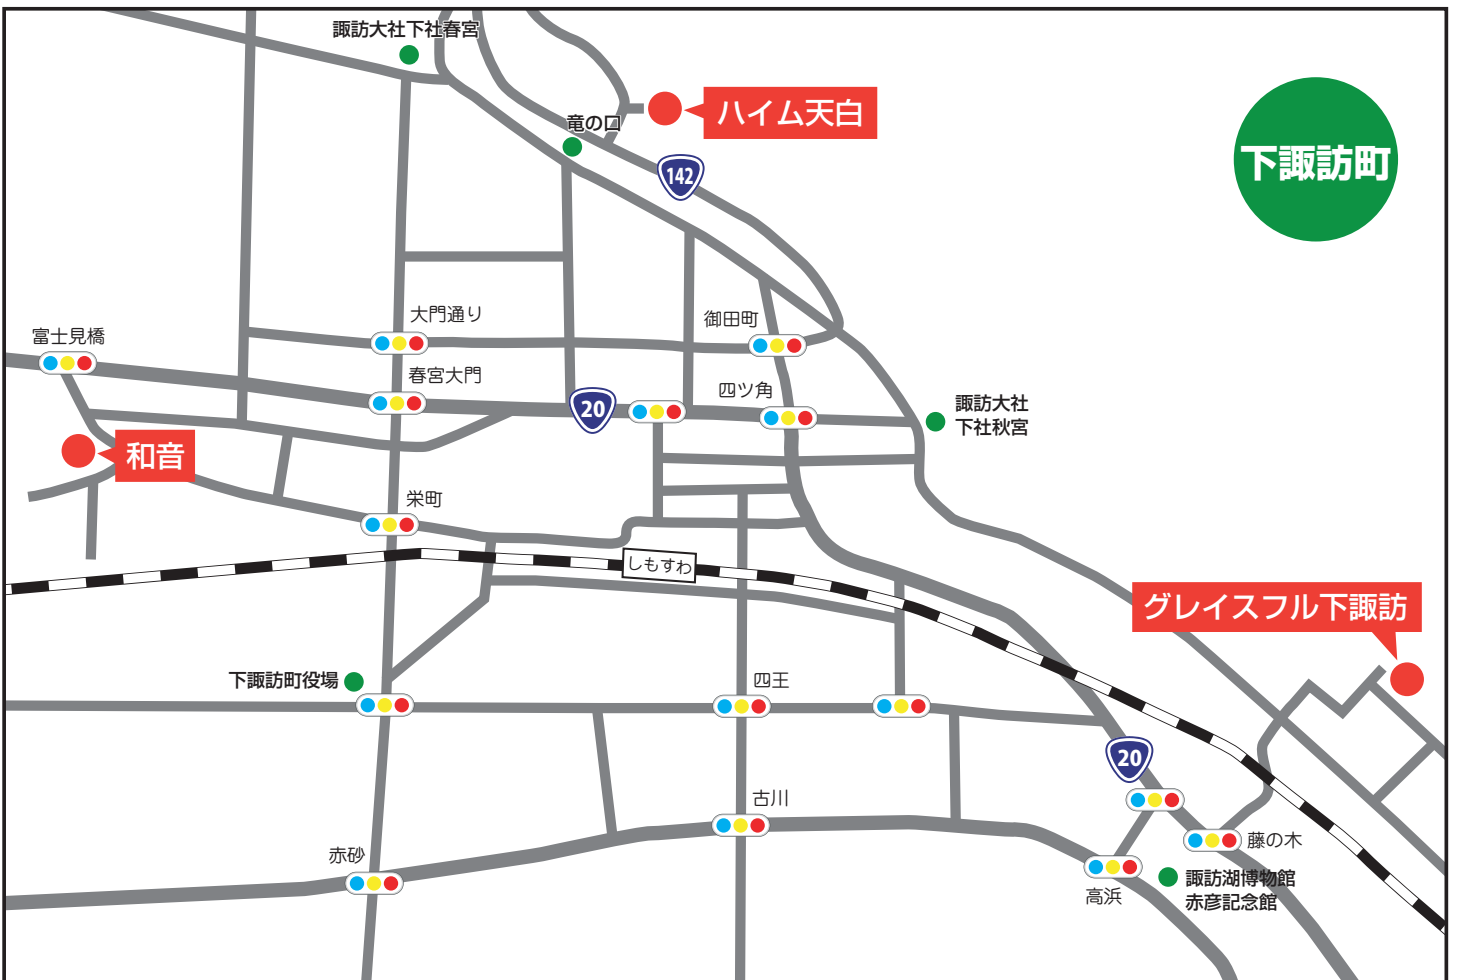 諏訪大社下社春宮
ハイム天白
竜の口
142
下諏訪町
大門通り
御田町
富士見橋
春宮大門
四ツ角
20
諏訪大社
下社秋宮
和音
栄町
しもすわ
グレイスフル下諏訪
下諏訪町役場
四王
20
古川
藤の木
赤砂
高浜
諏訪湖博物館
赤彦記念館